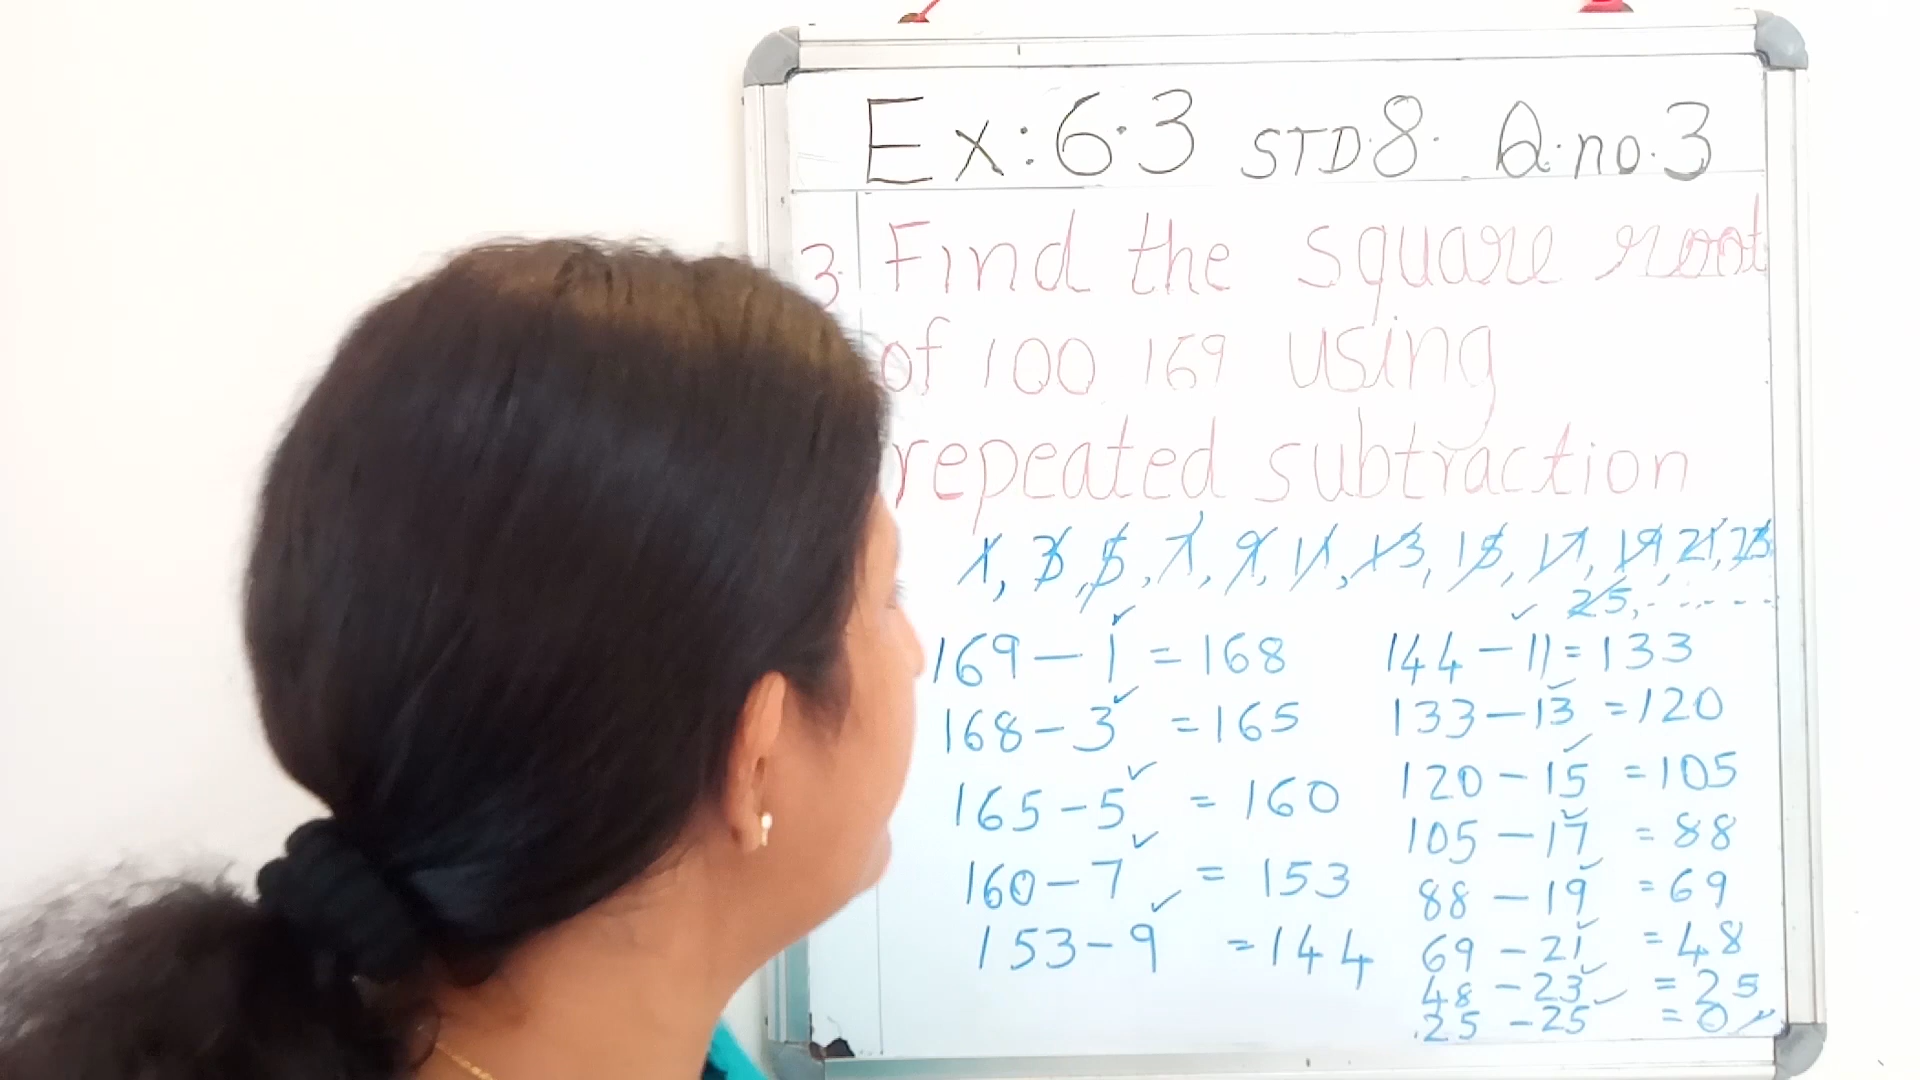 Ex: 6.3 STD.8. Q.no.3
3. Find the square root
of 100 169 using
repeated subtraction
1, 3, 5, 7, 9, 11, 13, 15, 17, 19, 21, 23
25, .......
169 - 1 = 168
168 - 3 = 165
165 - 5 = 160
160 - 7 = 153
153 - 9 = 144
144 - 11 = 133
133 - 13 = 120
120 - 15 = 105
105 - 17 = 88
88 - 19 = 69
69 - 21 = 48
48 - 23 = 25
25 - 25 = 0